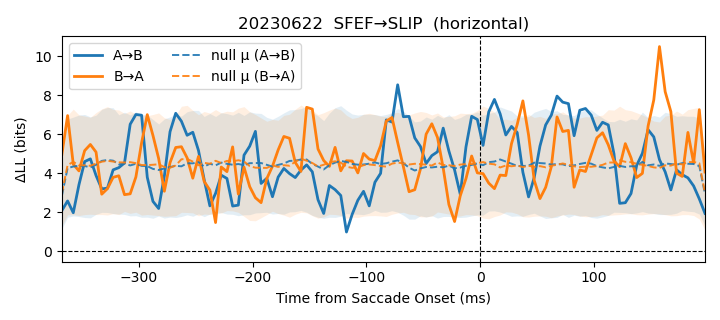 20230622  SFEF→SLIP  (horizontal)
A→B
B→A
null μ (A→B)
null μ (B→A)
ΔLL (bits)
10
8
6
4
2
0
−300
−200
−100
0
100
Time from Saccade Onset (ms)